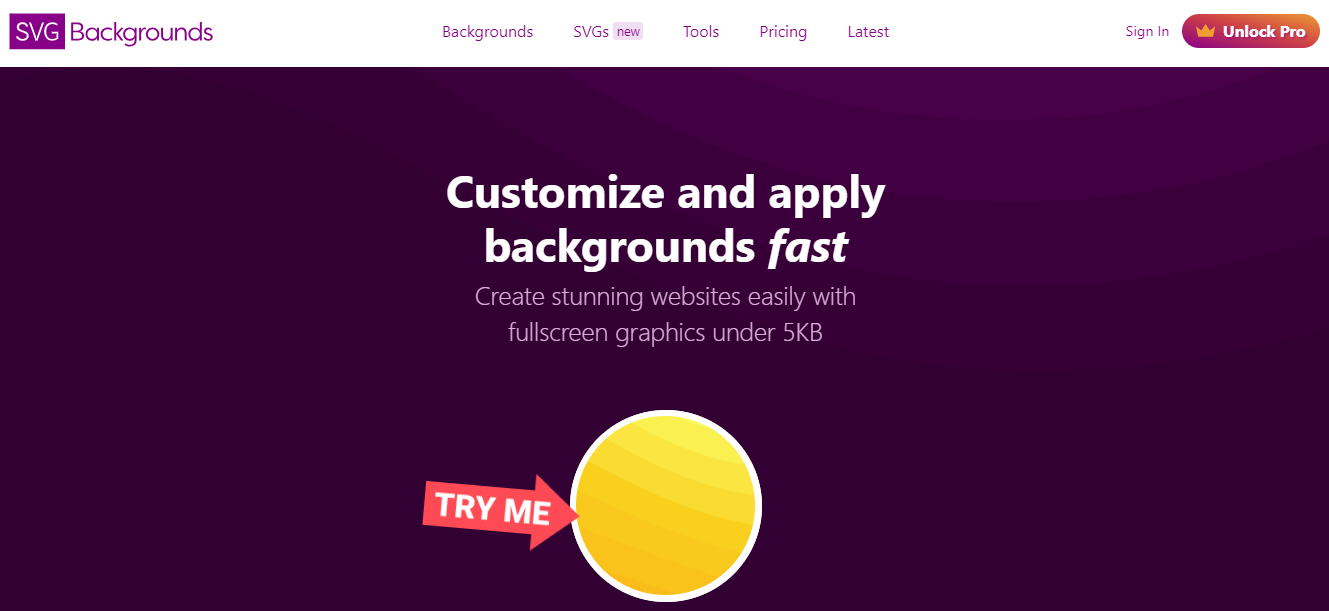 SVG Backgrounds
Backgrounds
SVGs new
Tools
Pricing
Latest
Sign In
Unlock Pro
Customize and apply
backgrounds fast
Create stunning websites easily with
fullscreen graphics under 5KB
TRY ME